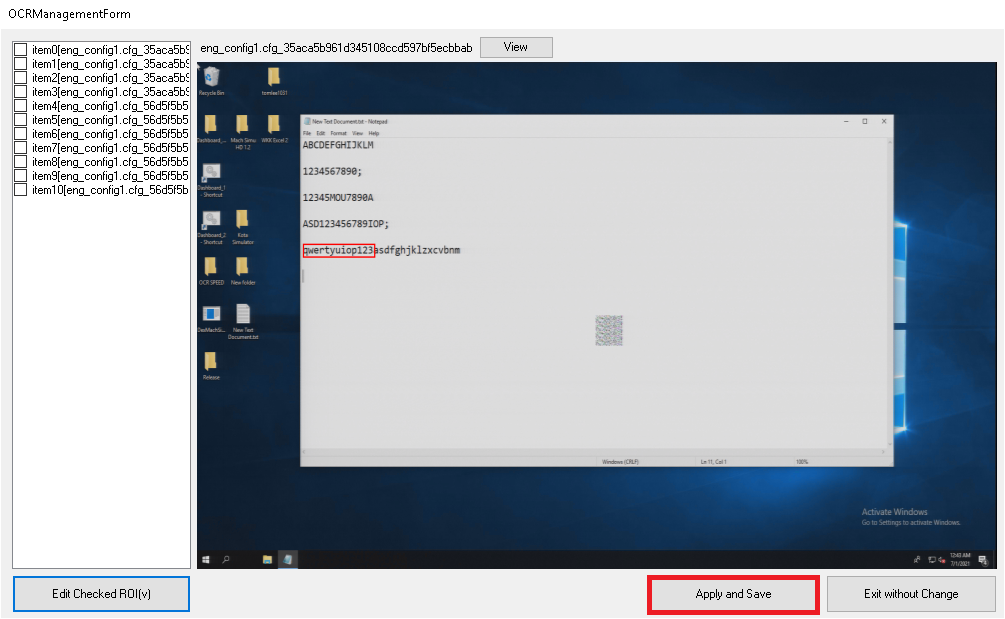 OCRManagementForm
item0[eng_config1.cfg_35aca5b9
item1[eng_config1.cfg_35aca5b9
item2[eng_config1.cfg_35aca5b9
item3[eng_config1.cfg_35aca5b9
item4[eng_config1.cfg_56d5f5b5
item5[eng_config1.cfg_56d5f5b5
item6[eng_config1.cfg_56d5f5b5
item7[eng_config1.cfg_56d5f5b5
item8[eng_config1.cfg_56d5f5b5
item9[eng_config1.cfg_56d5f5b5
item10[eng_config1.cfg_56d5f5b
eng_config1.cfg_35aca5b961d345108ccd597bf5ecbbab
View
Recycle Bin
tomlee1031
Dashboard_...
Mach Simu
HD 1.2
WKK Excel 2
Dashboard_1
- Shortcut
Dashboard_2
- Shortcut
Kota
Simulator
OCR SPEED
New folder
New Text
Document.txt
Release
New Text Document.txt - Notepad
File Edit Format View Help
ABCDEFGHIJKLM
1234567890;
12345MOU7890A
ASD123456789IOP;
qwertyuiop123asdfghjklzxcvbnm
Windows (CRLF)
Ln 11, Col 1
100%
Activate Windows
Go to Settings to activate Windows.
12:43 AM
7/1/2021
Edit Checked ROI(v)
Apply and Save
Exit without Change